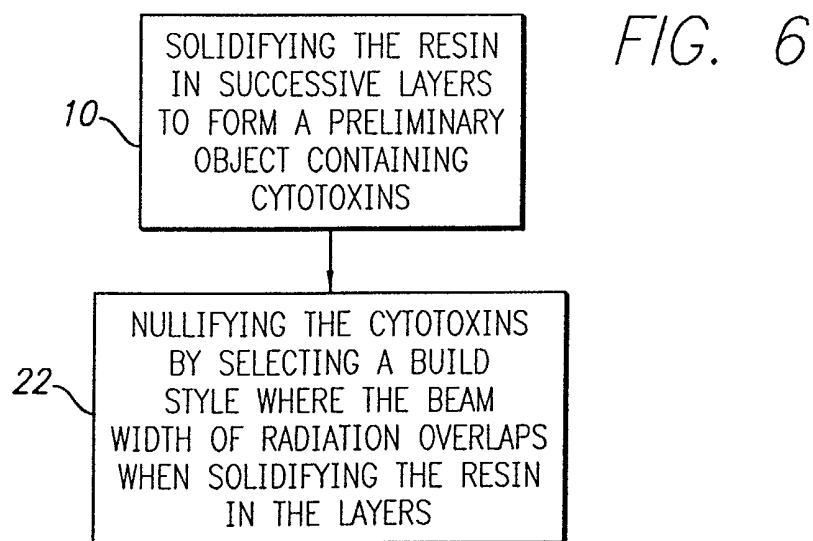 FIG. 6
SOLIDIFYING THE RESIN
IN SUCCESSIVE LAYERS
TO FORM A PRELIMINARY
OBJECT CONTAINING
CYTOTOXINS
10
NULLIFYING THE CYTOTOXINS
BY SELECTING A BUILD
STYLE WHERE THE BEAM
WIDTH OF RADIATION OVERLAPS
WHEN SOLIDIFYING THE RESIN
IN THE LAYERS
22